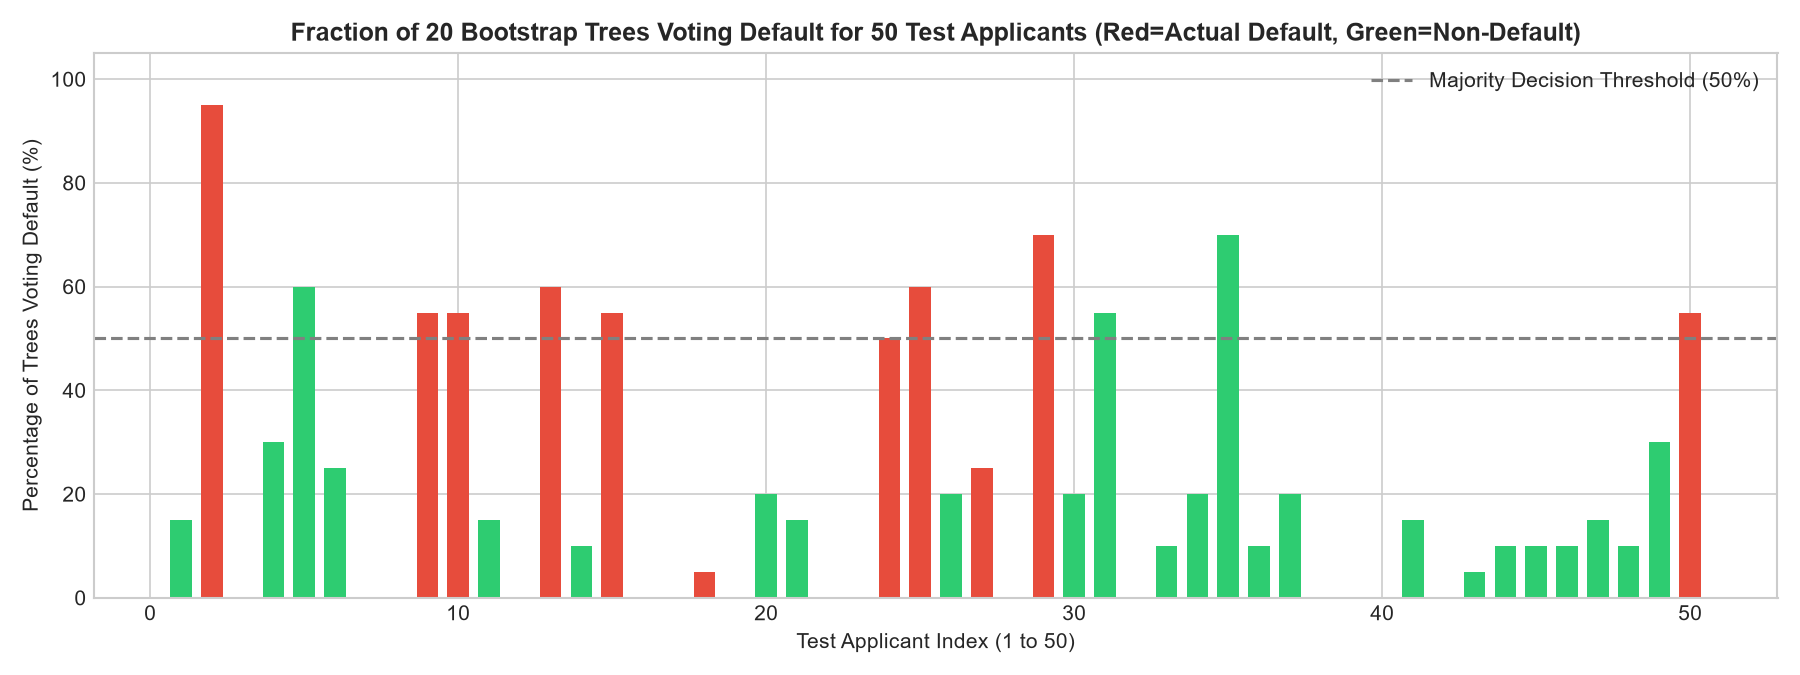 Fraction of 20 Bootstrap Trees Voting Default for 50 Test Applicants (Red=Actual Default, Green=Non-Default)
Majority Decision Threshold (50%)
Percentage of Trees Voting Default (%)
100
80
60
40
20
0
0 10 20 30 40 50
Test Applicant Index (1 to 50)